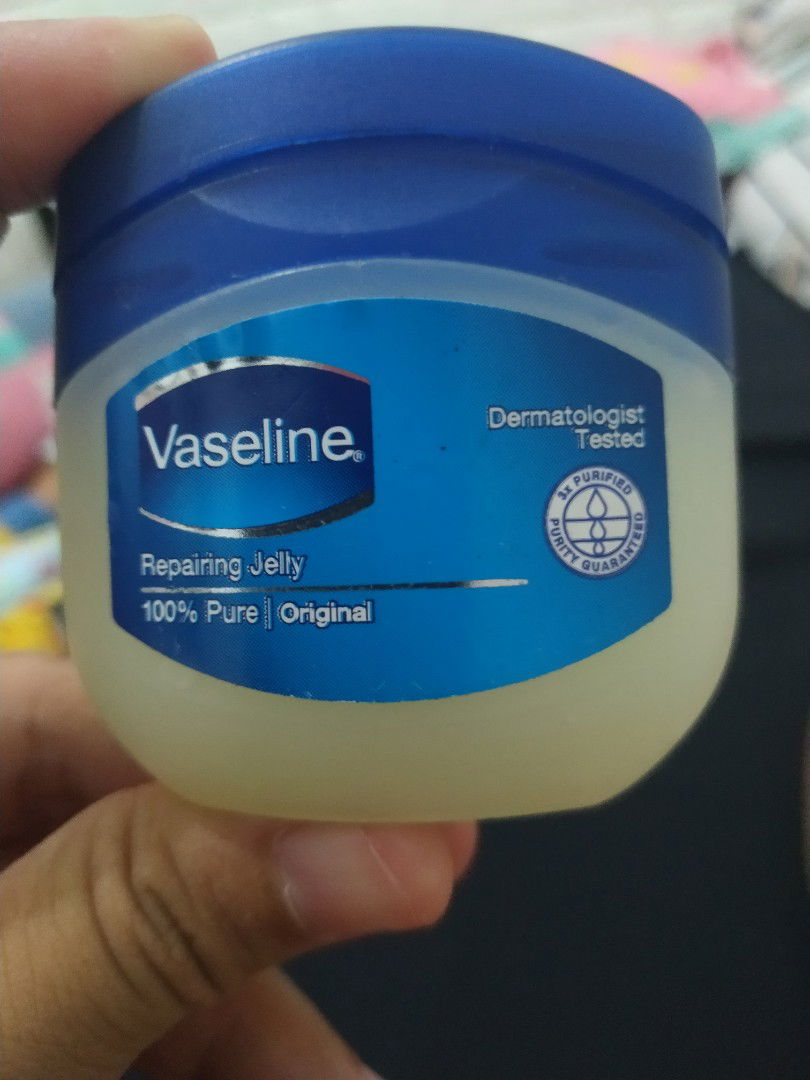 Vaseline®
Repairing Jelly
100% Pure | Original
Dermatologist
Tested
3x PURIFIED
PURITY GUARANTEED